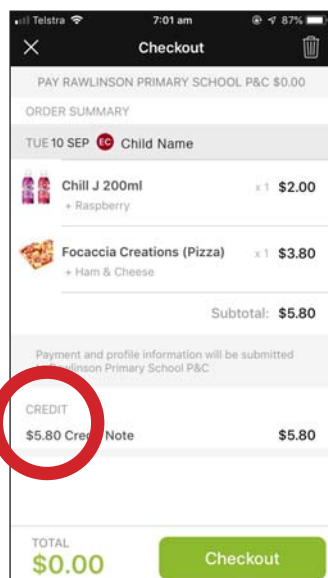 Telstra 7:01 am 87%
Checkout
PAY RAWLINSON PRIMARY SCHOOL P&C $0.00
ORDER SUMMARY
TUE 10 SEP EC Child Name
Chill J 200ml x 1 $2.00
+ Raspberry
Focaccia Creations (Pizza) x 1 $3.80
+ Ham & Cheese
Subtotal: $5.80
Payment and profile information will be submitted
Rawlinson Primary School P&C
CREDIT
$5.80 Credit Note $5.80
TOTAL
$0.00 Checkout